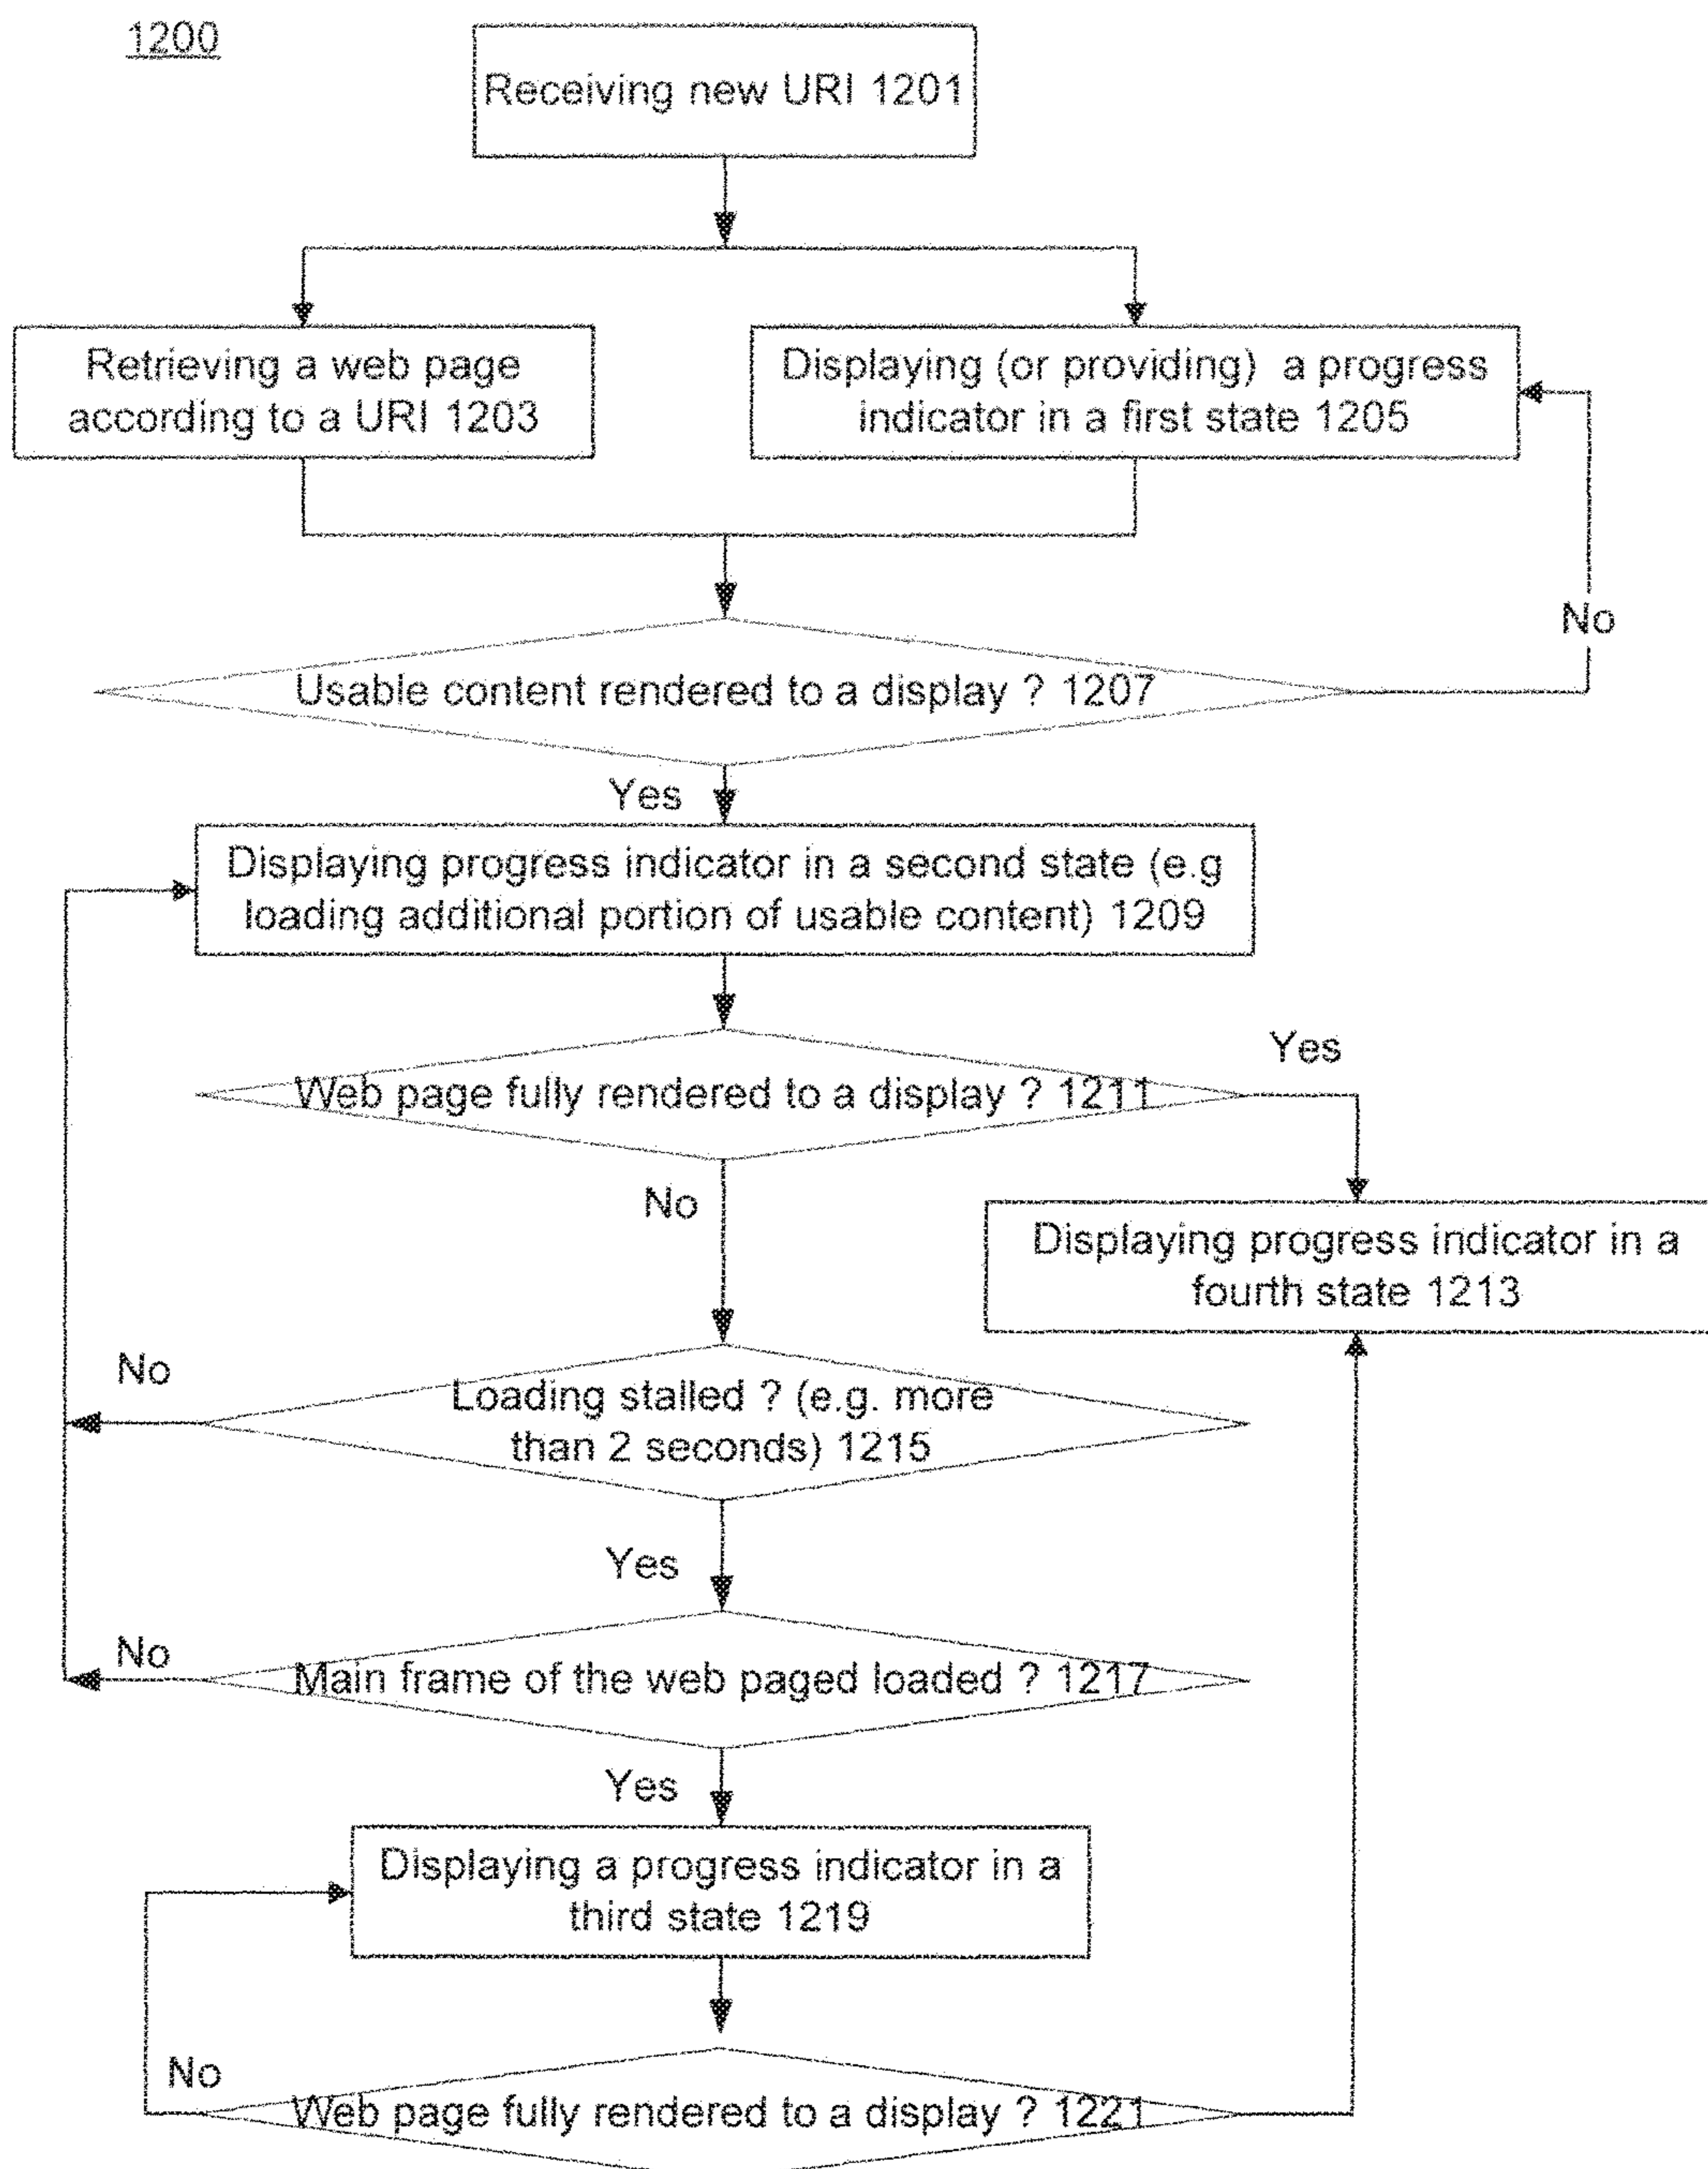 1200
Receiving new URI 1201
Retrieving a web page
according to a URI 1203
Displaying (or providing) a progress
indicator in a first state 1205
No
Usable content rendered to a display ? 1207
Yes
Displaying progress indicator in a second state (e.g
loading additional portion of usable content) 1209
Web page fully rendered to a display ? 1211
Yes
No
Displaying progress indicator in a
fourth state 1213
No
Loading stalled ? (e.g. more
than 2 seconds) 1215
Yes
No
Main frame of the web paged loaded ? 1217
Yes
Displaying a progress indicator in a
third state 1219
No
Web page fully rendered to a display ? 1221